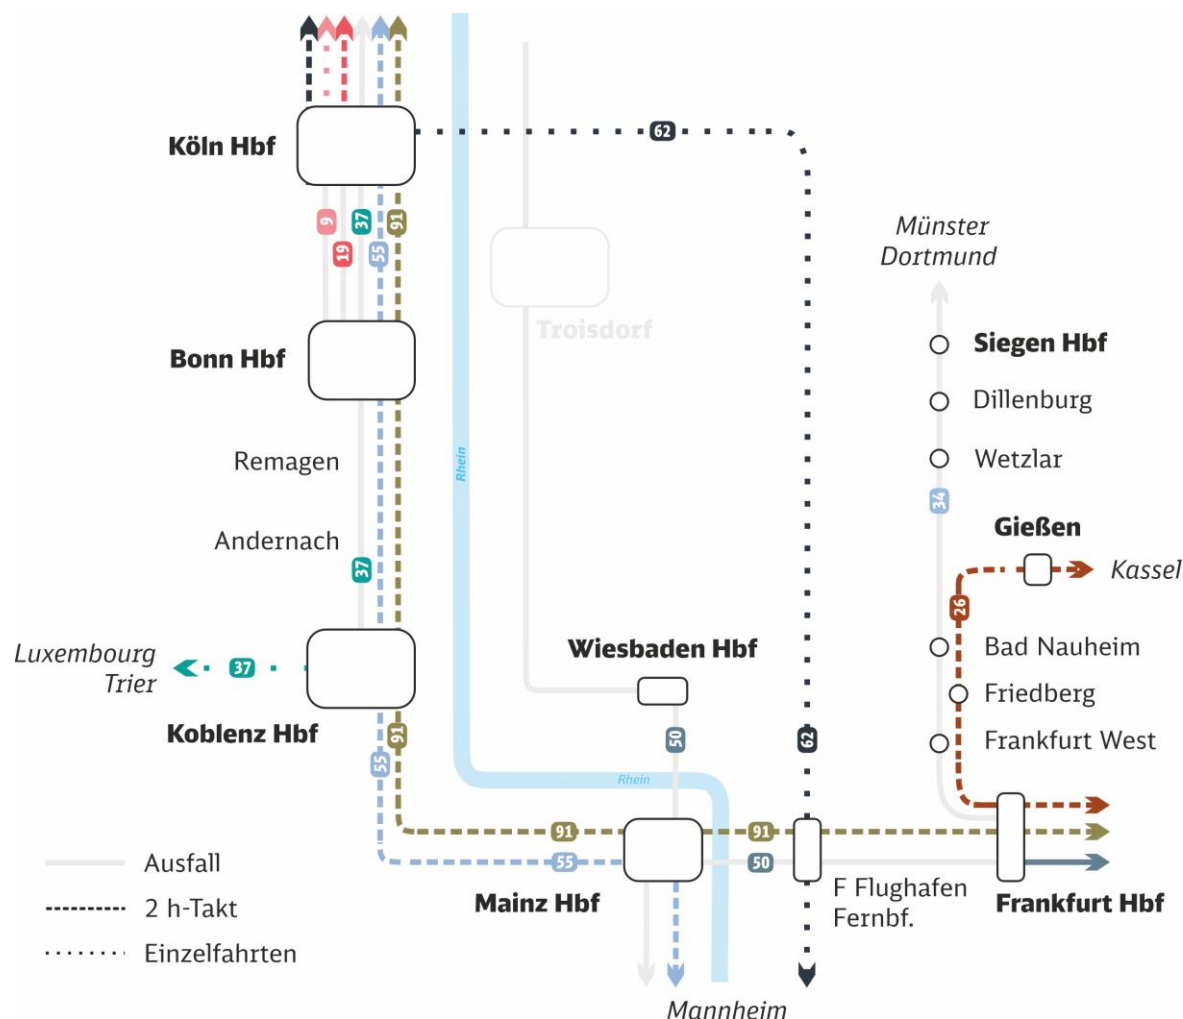 Köln Hbf
62
9
37
91
19
55
Münster
Dortmund
Troisdorf
Siegen Hbf
Bonn Hbf
Dillenburg
Rhein
Remagen
Wetzlar
34
Gießen
Andernach
37
Kassel
26
Luxembourg
Trier
37
Wiesbaden Hbf
Bad Nauheim
Friedberg
Koblenz Hbf
91
50
62
Frankfurt West
55
Rhein
91
91
Ausfall
55
50
2 h-Takt
Mainz Hbf
F Flughafen
Fernbf.
Frankfurt Hbf
Einzelfahrten
Mannheim